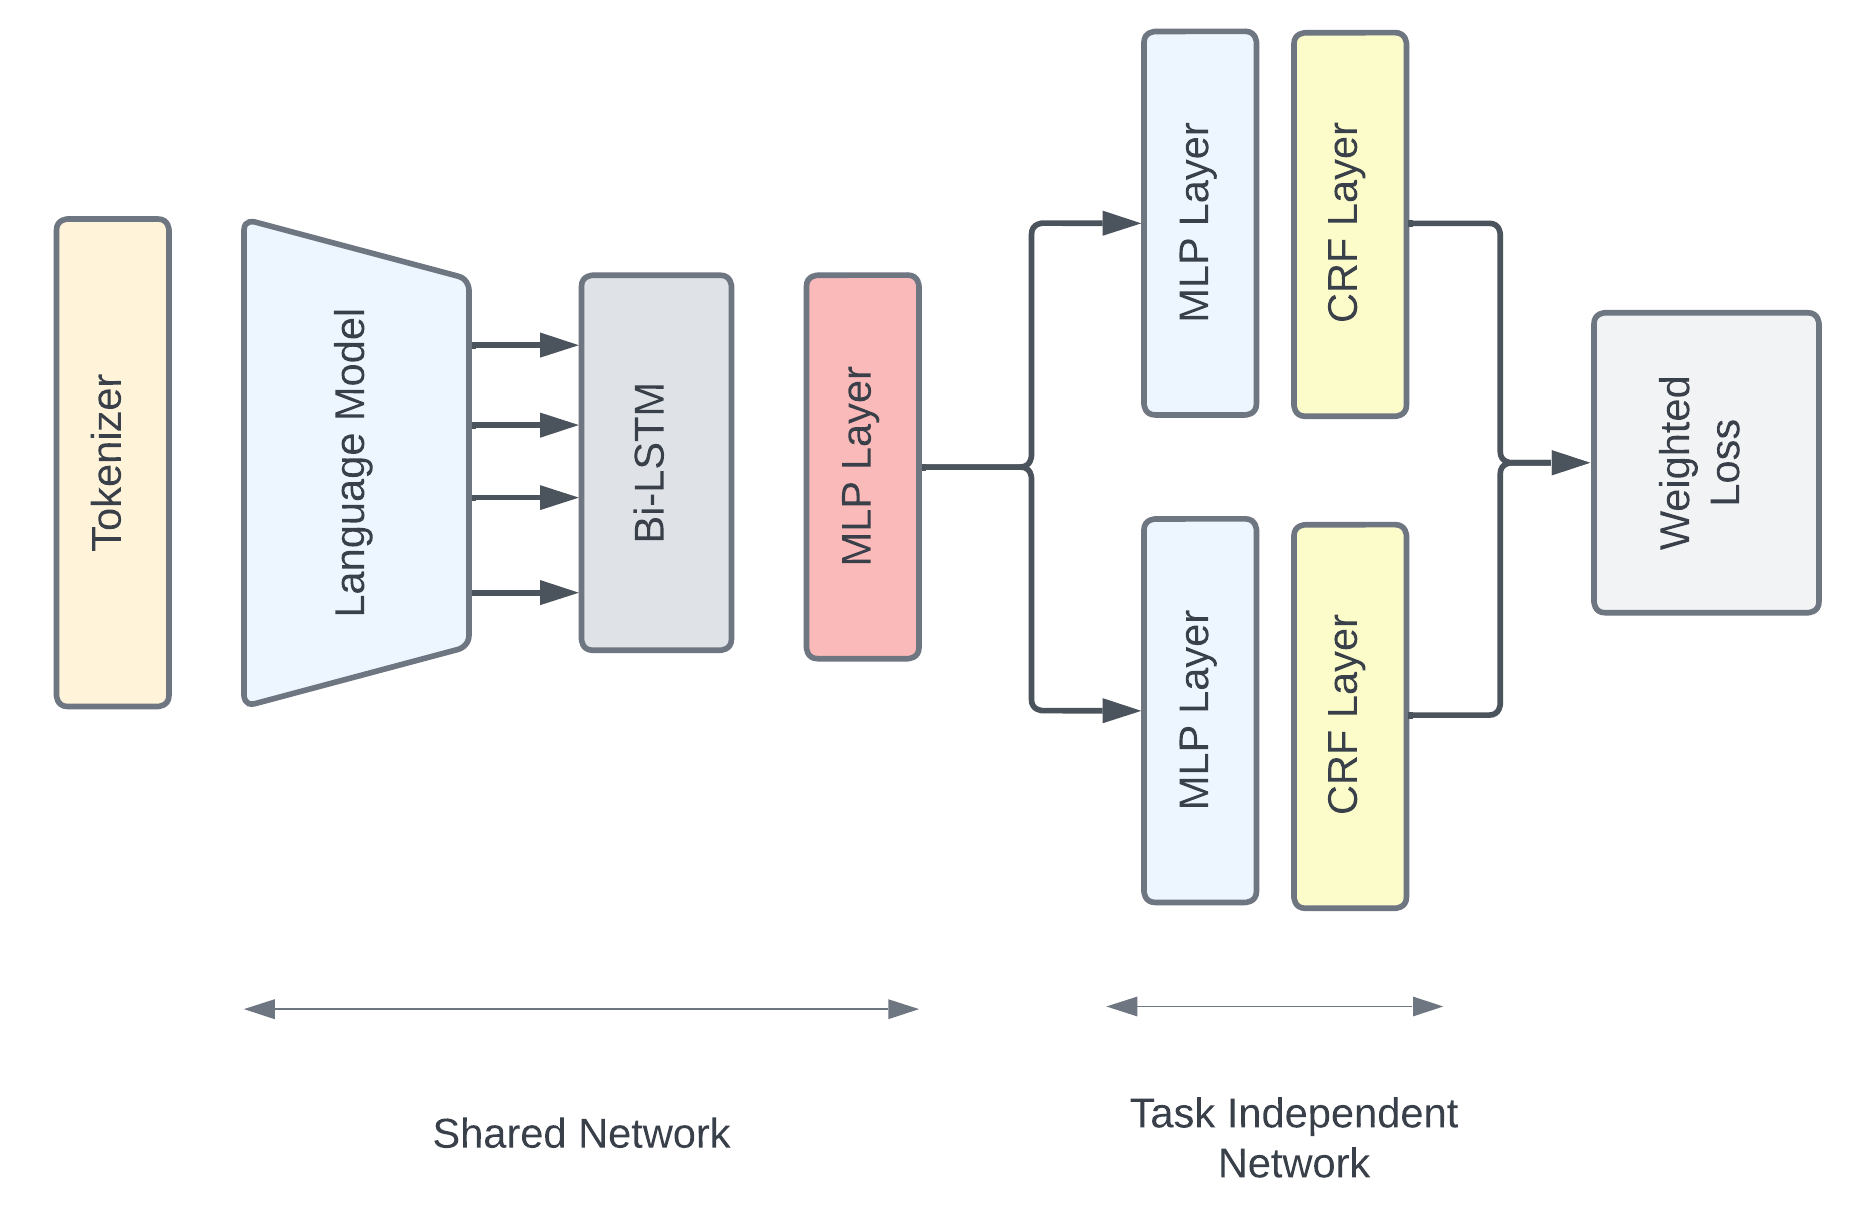 Tokenizer
Language Model
Bi-LSTM
MLP Layer
MLP Layer
CRF Layer
MLP Layer
CRF Layer
Weighted
Loss
Shared Network
Task Independent
Network